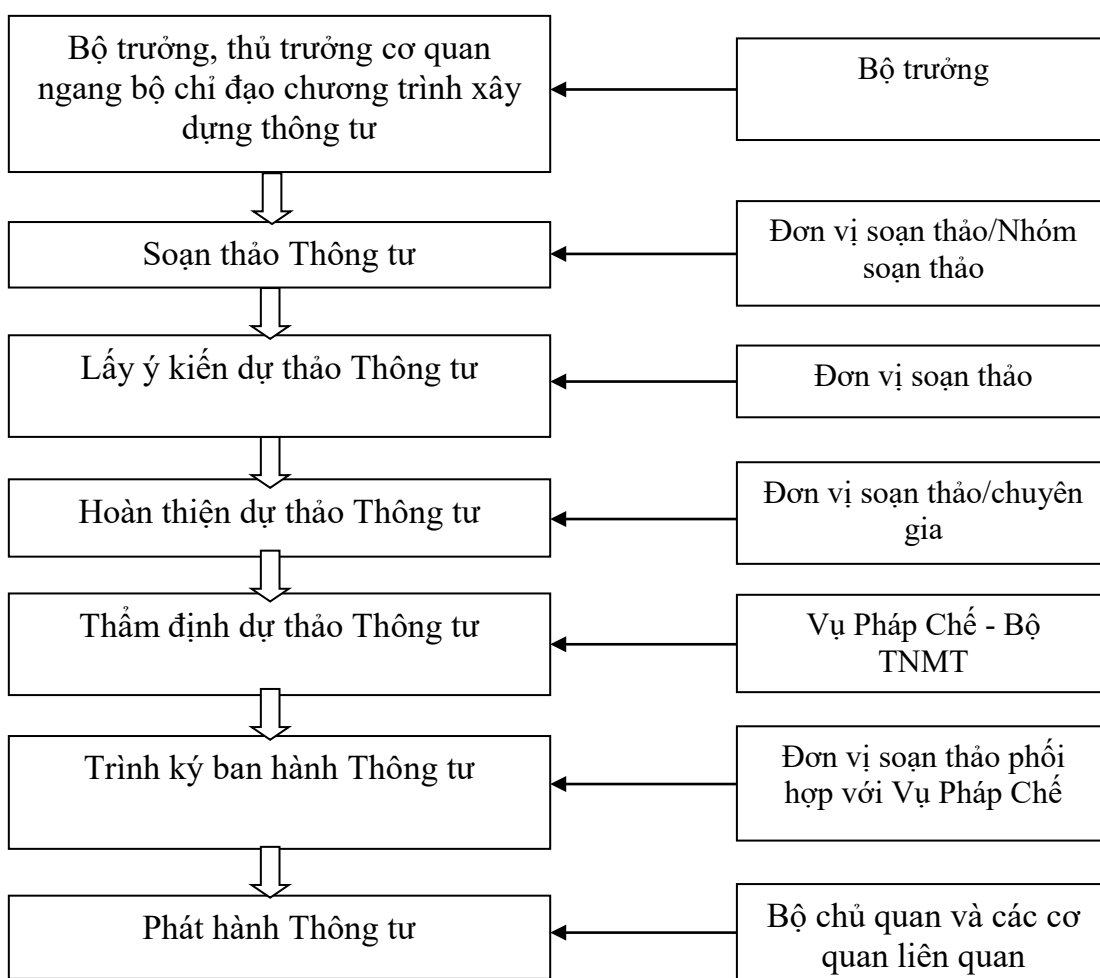 Bộ trưởng, thủ trưởng cơ quan
ngang bộ chỉ đạo chương trình xây
dựng thông tư
Bộ trưởng
Soạn thảo Thông tư
Đơn vị soạn thảo/Nhóm
soạn thảo
Lấy ý kiến dự thảo Thông tư
Đơn vị soạn thảo
Hoàn thiện dự thảo Thông tư
Đơn vị soạn thảo/chuyên
gia
Thẩm định dự thảo Thông tư
Vụ Pháp Chế - Bộ
TNMT
Trình ký ban hành Thông tư
Đơn vị soạn thảo phối
hợp với Vụ Pháp Chế
Phát hành Thông tư
Bộ chủ quan và các cơ
quan liên quan